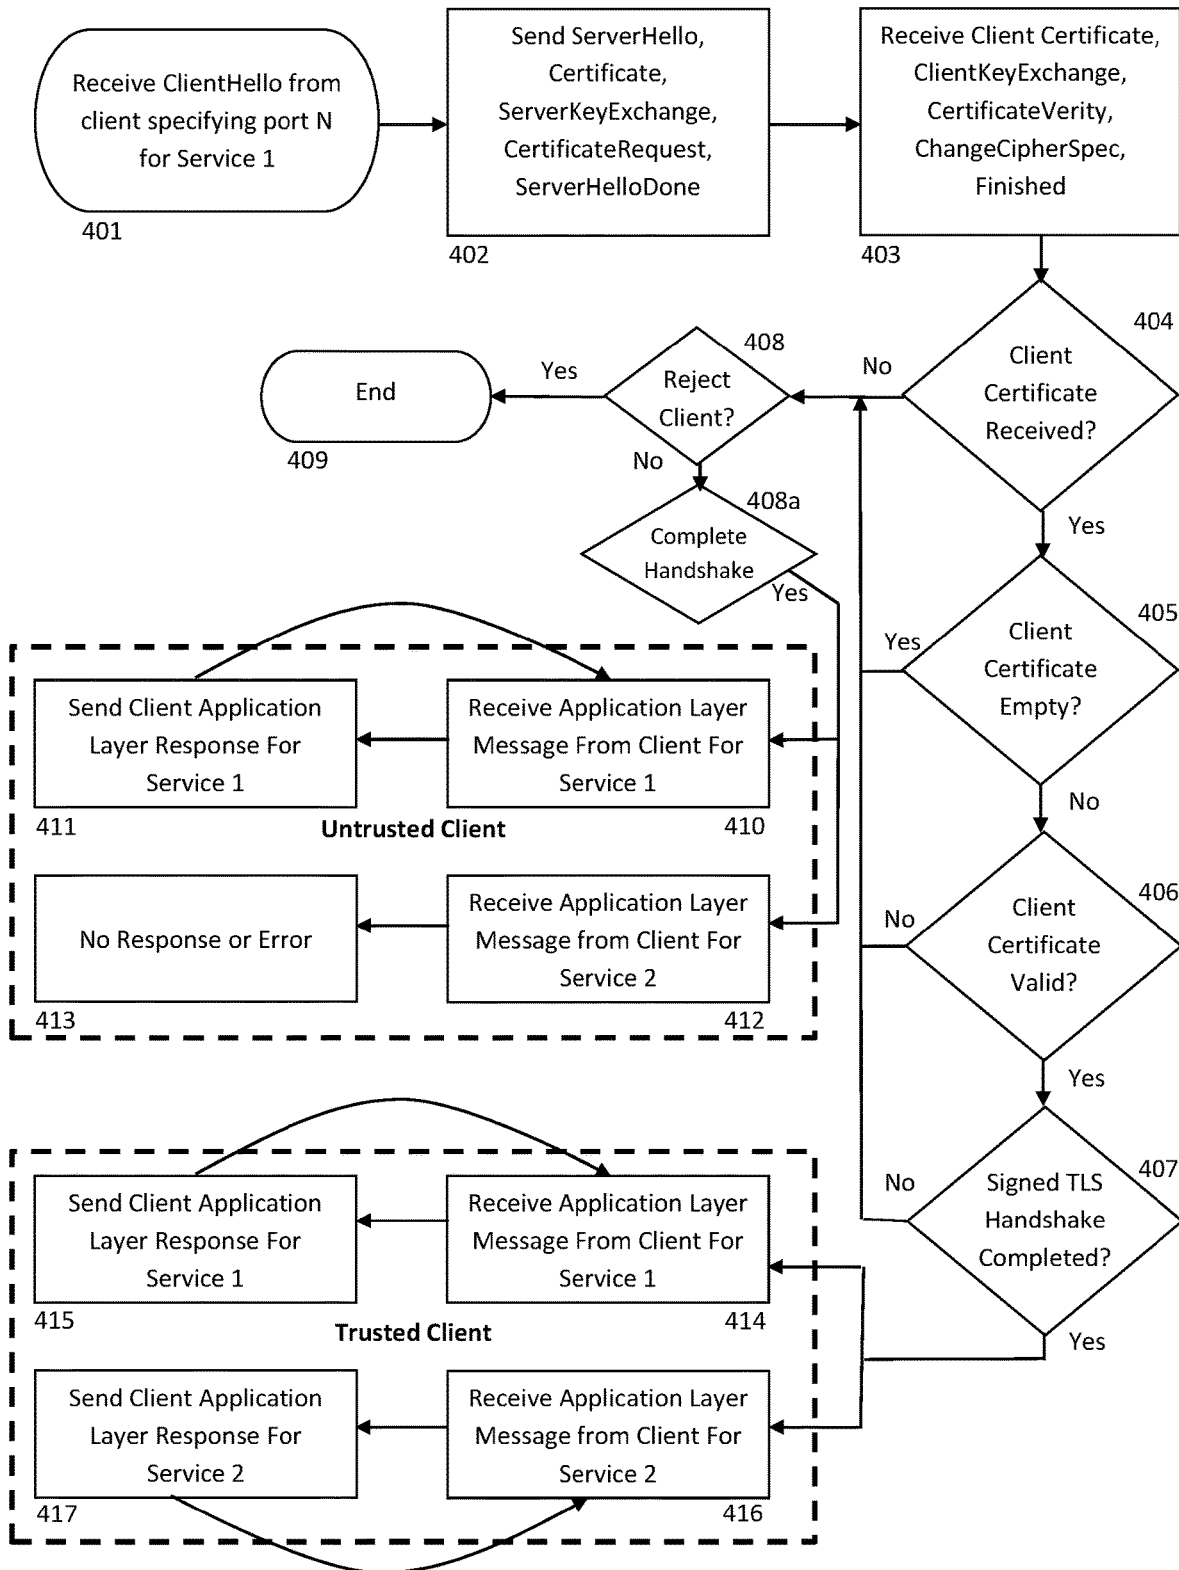 Receive ClientHello from
client specifying port N
for Service 1
401
Send ServerHello,
Certificate,
ServerKeyExchange,
CertificateRequest,
ServerHelloDone
402
Receive Client Certificate,
ClientKeyExchange,
CertificateVerity,
ChangeCipherSpec,
Finished
403
404
Client
Certificate
Received?
No
Yes
408
Reject
Client?
Yes
No
End
409
408a
Complete
Handshake
Yes
405
Client
Certificate
Empty?
Yes
No
Send Client Application
Layer Response For
Service 1
411
Receive Application Layer
Message From Client For
Service 1
410
Untrusted Client
No Response or Error
413
Receive Application Layer
Message from Client For
Service 2
412
406
Client
Certificate
Valid?
No
Yes
407
Signed TLS
Handshake
Completed?
No
Yes
Send Client Application
Layer Response For
Service 1
415
Receive Application Layer
Message From Client For
Service 1
414
Trusted Client
Send Client Application
Layer Response For
Service 2
417
Receive Application Layer
Message from Client For
Service 2
416